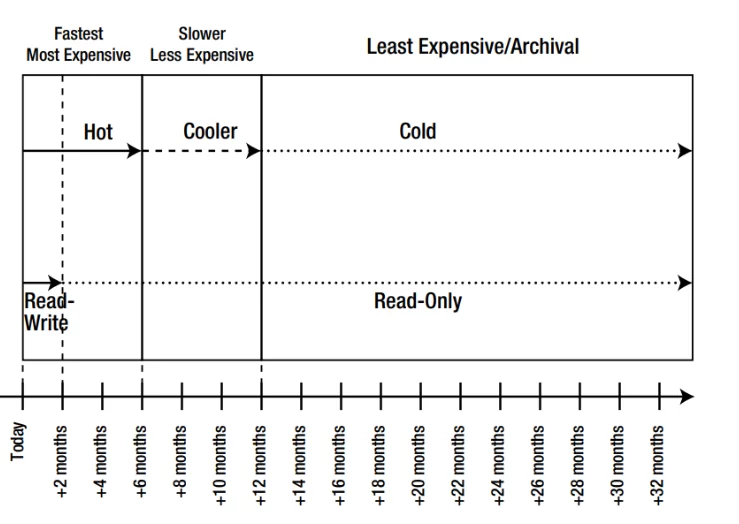 Fastest
Most Expensive
Slower
Less Expensive
Least Expensive/Archival
Hot
Cooler
Cold
Read-
Write
Read-Only
Today
+2 months
+4 months
+6 months
+8 months
+10 months
+12 months
+14 months
+16 months
+18 months
+20 months
+22 months
+24 months
+26 months
+28 months
+30 months
+32 months